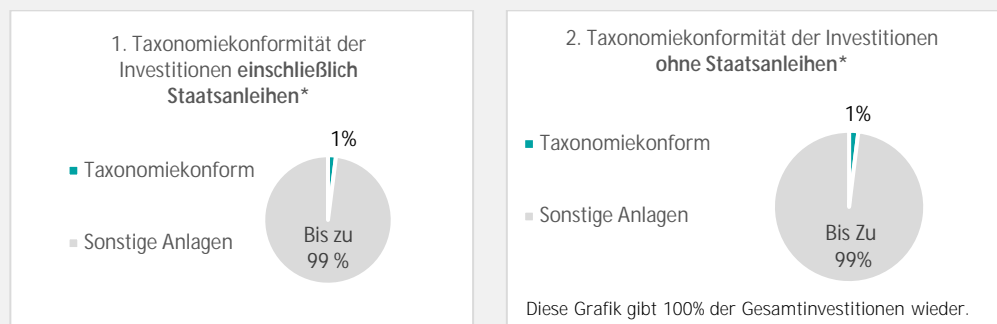 1. Taxonomiekonformität der
Investitionen einschließlich
Staatsanleihen*
1%
Taxonomiekonform
Sonstige Anlagen
Bis zu
99 %
2. Taxonomiekonformität der Investitionen
ohne Staatsanleihen*
1%
Taxonomiekonform
Sonstige Anlagen
Bis Zu
99%
Diese Grafik gibt 100% der Gesamtinvestitionen wieder.